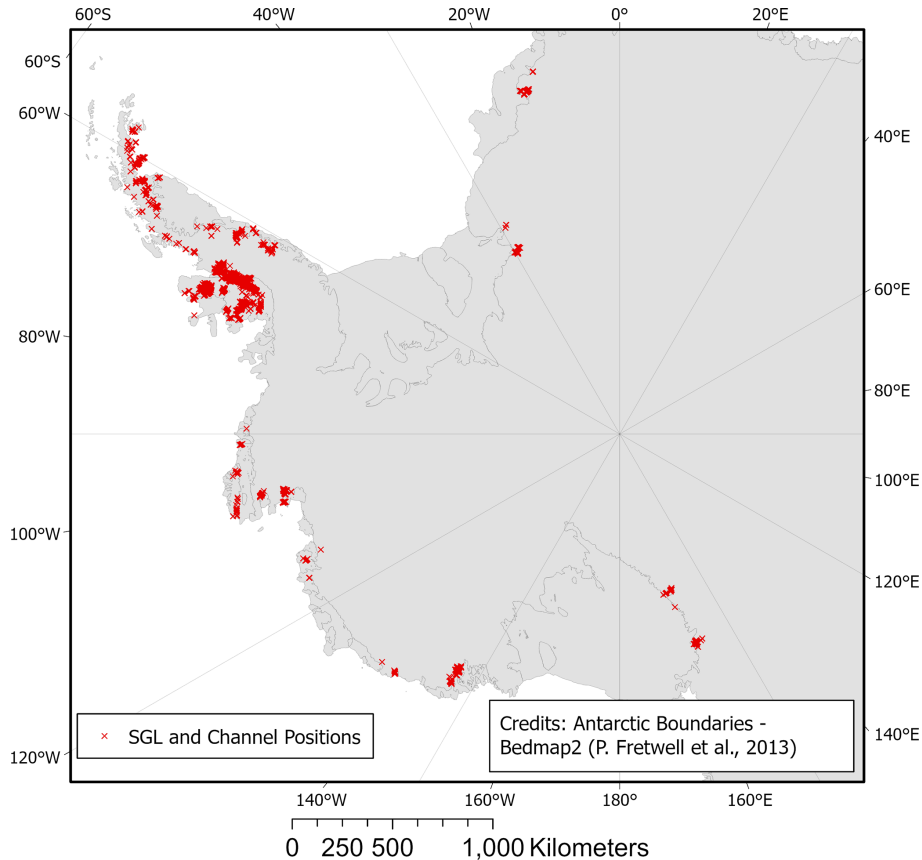 60°S 40°W 20°W 0° 20°E
60°S
60°W
40°E
60°E
80°W
80°E
100°E
100°W
120°E
SGL and Channel Positions
Credits: Antarctic Boundaries -
Bedmap2 (P. Fretwell et al., 2013)
120°W
140°E
140°W 160°W 180° 160°E
0 250 500 1,000 Kilometers